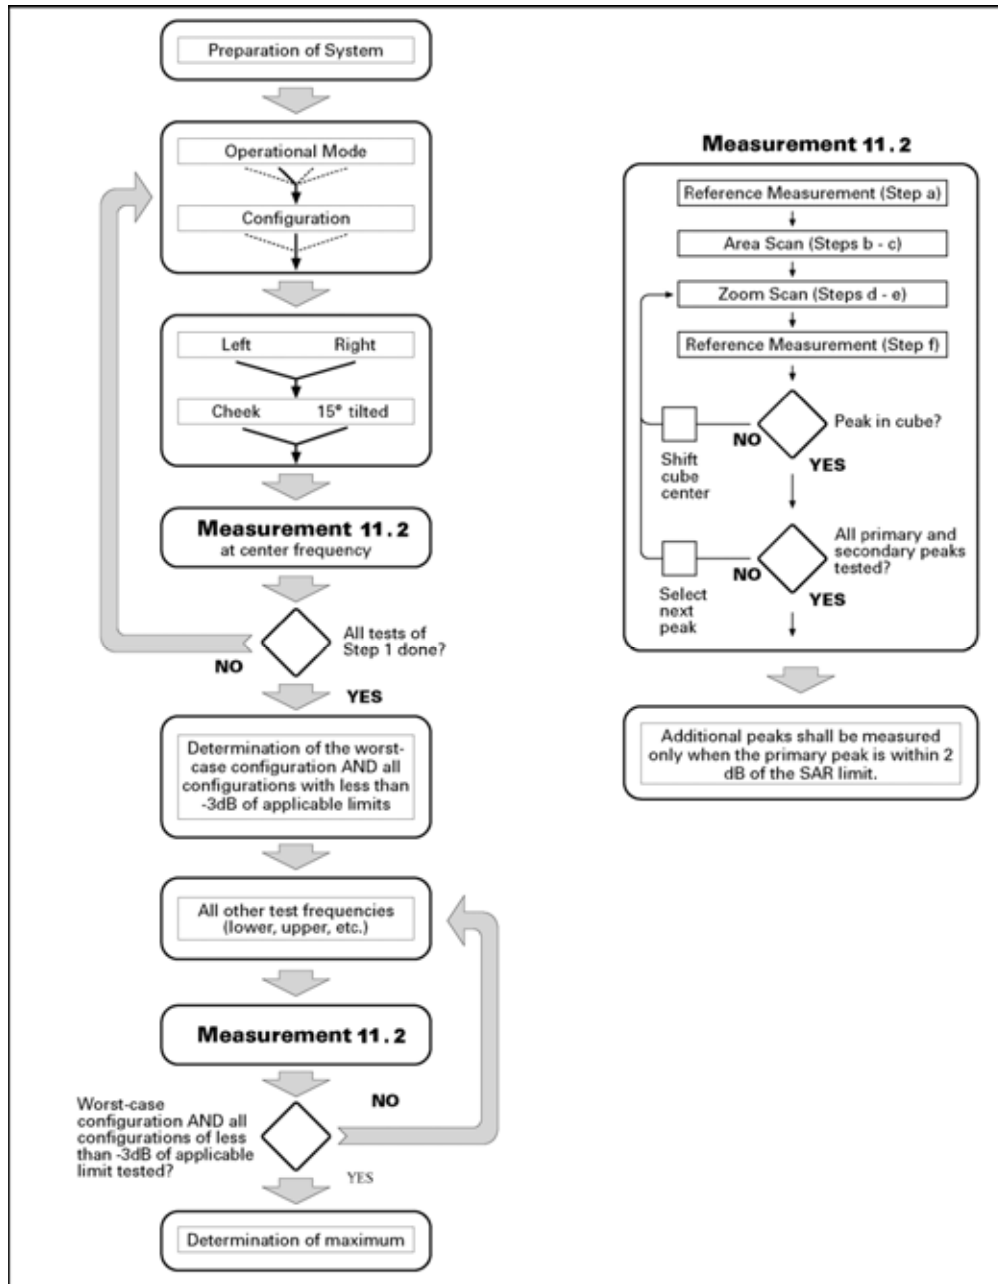 Preparation of System
Operational Mode
Configuration
Left Right
Cheek 15° tilted
Measurement 11.2
at center frequency
All tests of
Step 1 done?
NO
YES
Determination of the worst-
case configuration AND all
configurations with less than
-3dB of applicable limits
All other test frequencies
(lower, upper, etc.)
Measurement 11.2
NO
Worst-case
configuration AND all
configurations of less
than -3dB of applicable
limit tested?
YES
Determination of maximum
Measurement 11.2
Reference Measurement (Step a)
Area Scan (Steps b - c)
Zoom Scan (Steps d - e)
Reference Measurement (Step f)
Peak in cube?
NO
YES
Shift
cube
center
All primary and
secondary peaks
tested?
NO
YES
Select
next
peak
Additional peaks shall be measured
only when the primary peak is within 2
dB of the SAR limit.